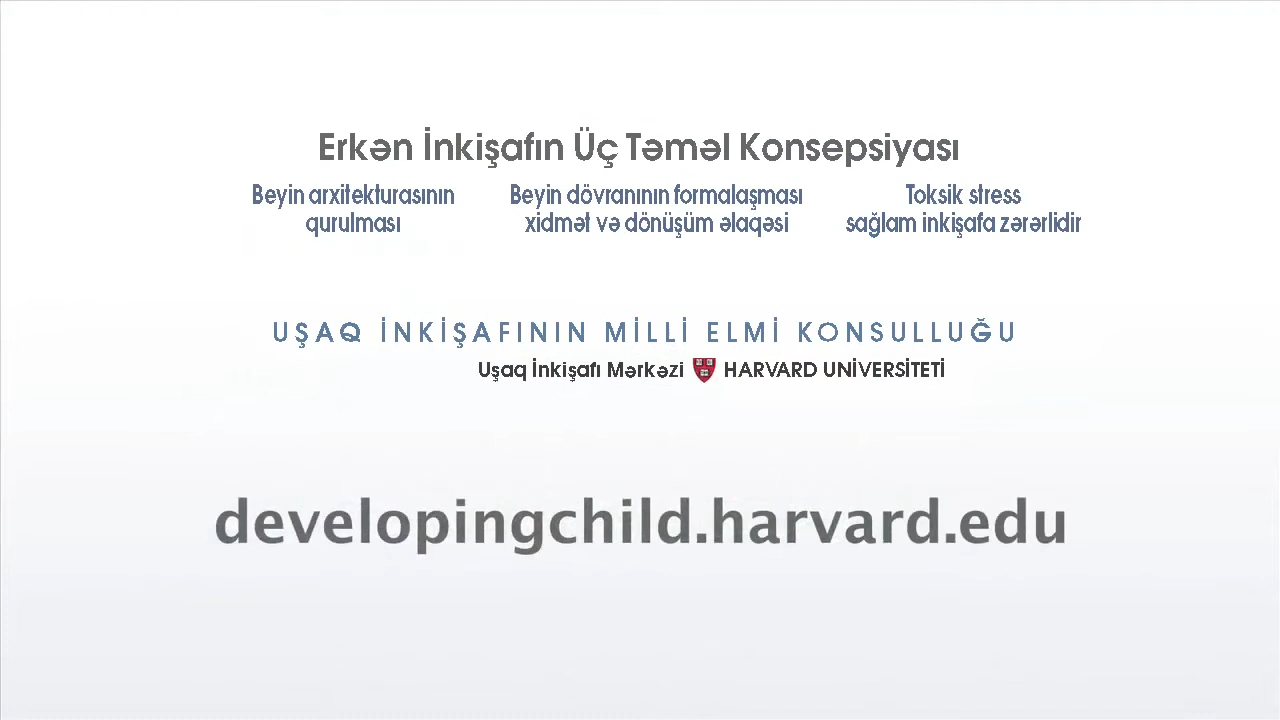 Erkən İnkişafın Üç Təməl Konsepsiyası
Beyin arxitekturasının
qurulması
Beyin dövranının formalaşması
xidmət və dönüşüm əlaqəsi
Toksik stress
sağlam inkişafa zərərlidir
UŞAQ İNKİŞAFININ MİLLİ ELMİ KONSULLUĞU
Uşaq İnkişafı Mərkəzi HARVARD UNİVERSİTETİ
developingchild.harvard.edu